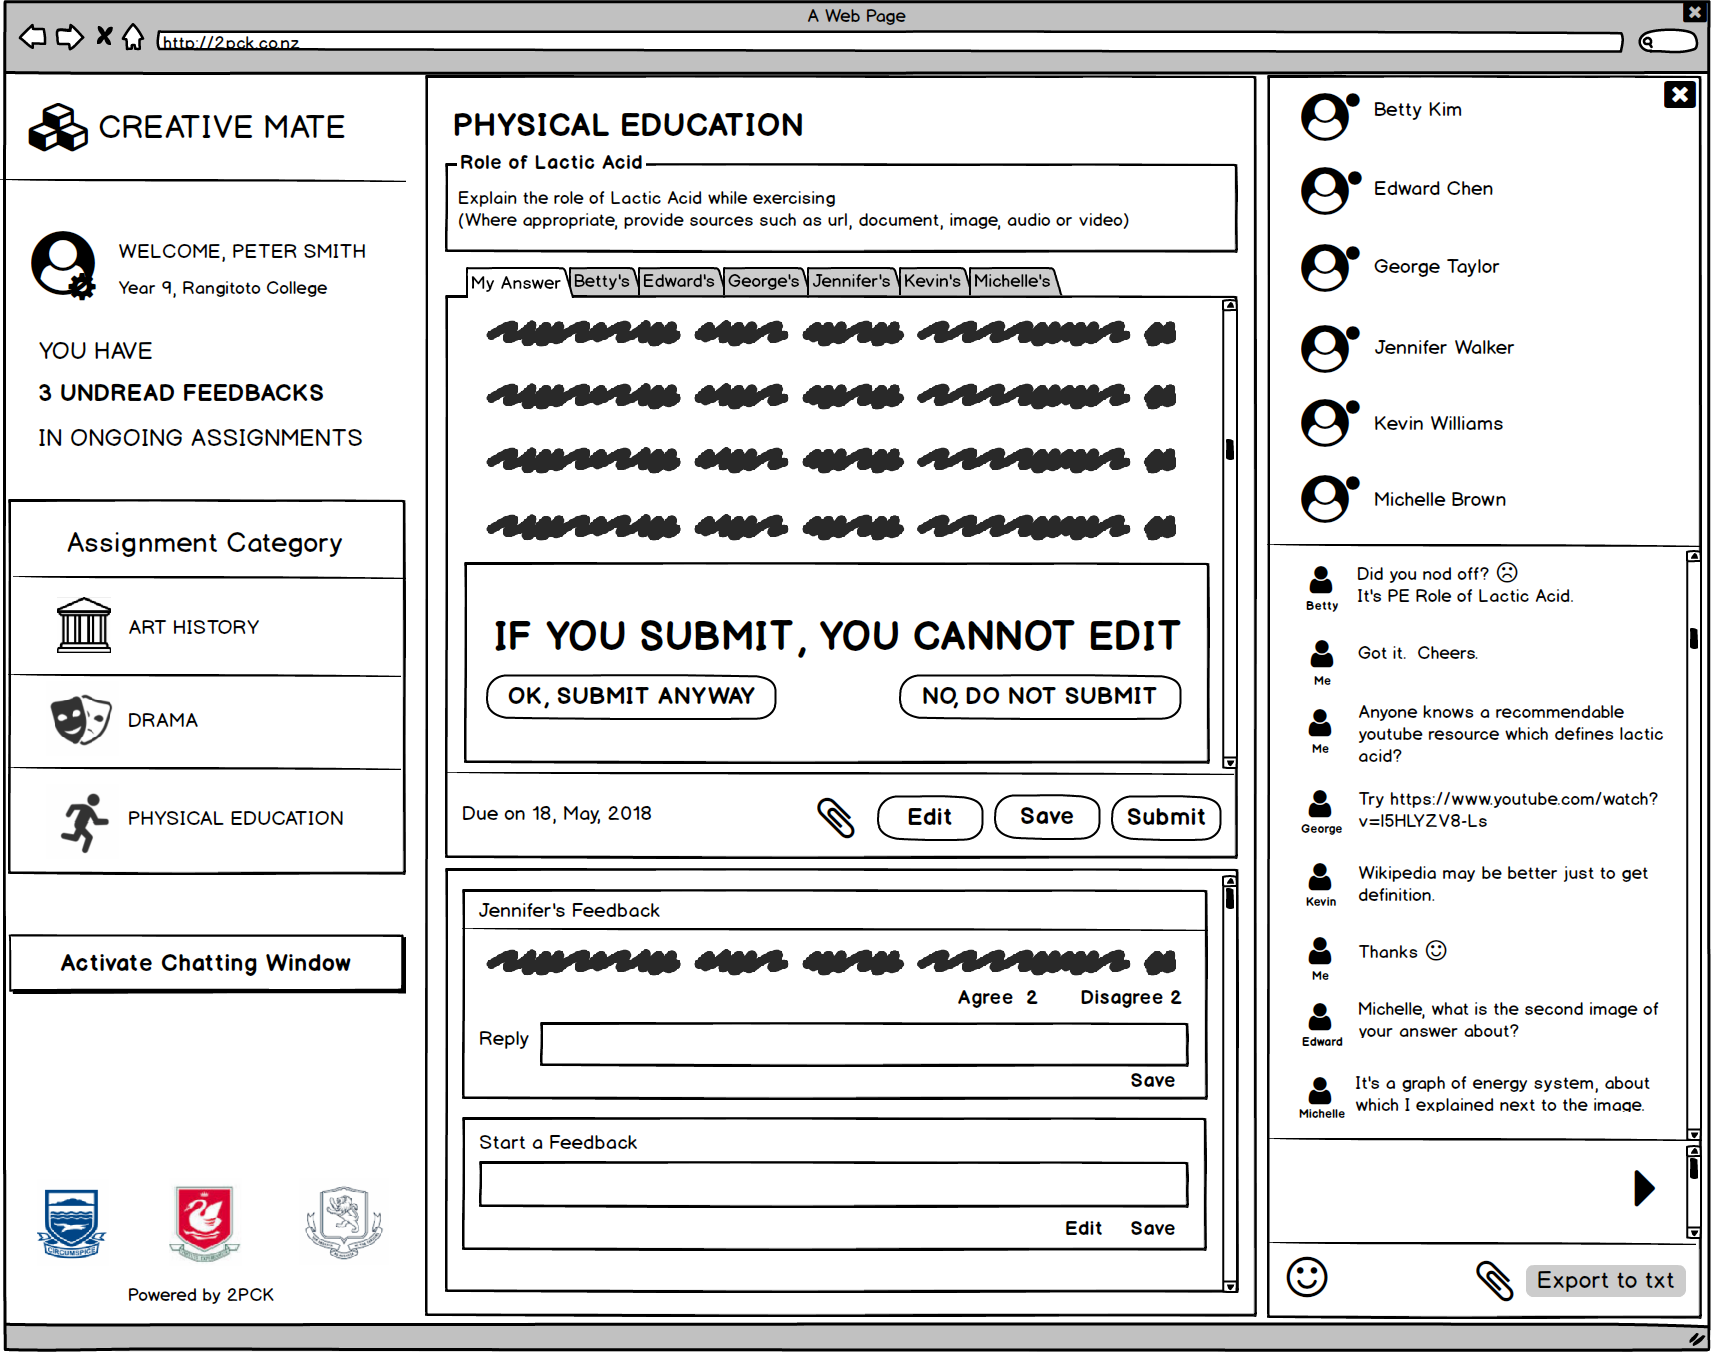 A Web Page
http://2pck.co.nz
CREATIVE MATE
WELCOME, PETER SMITH
Year 9, Rangitoto College
YOU HAVE
3 UNDREAD FEEDBACKS
IN ONGOING ASSIGNMENTS
Assignment Category
ART HISTORY
DRAMA
PHYSICAL EDUCATION
Activate Chatting Window
CIRCUMSPICE
Powered by 2PCK
PHYSICAL EDUCATION
Role of Lactic Acid
Explain the role of Lactic Acid while exercising
(Where appropriate, provide sources such as url, document, image, audio or video)
My Answer Betty's Edward's George's Jennifer's Kevin's Michelle's
IF YOU SUBMIT, YOU CANNOT EDIT
OK, SUBMIT ANYWAY NO, DO NOT SUBMIT
Due on 18, May, 2018 Edit Save Submit
Jennifer's Feedback
Agree 2 Disagree 2
Reply
Save
Start a Feedback
Edit Save
Betty Kim
Edward Chen
George Taylor
Jennifer Walker
Kevin Williams
Michelle Brown
Did you nod off? ☹
It's PE Role of Lactic Acid.
Betty
Got it. Cheers.
Me
Anyone knows a recommendable
youtube resource which defines lactic
acid?
Me
Try https://www.youtube.com/watch?
v=I5HLYZV8-Ls
George
Wikipedia may be better just to get
definition.
Kevin
Thanks ☺
Me
Michelle, what is the second image of
your answer about?
Edward
It's a graph of energy system, about
which I explained next to the image.
Michelle
Export to txt